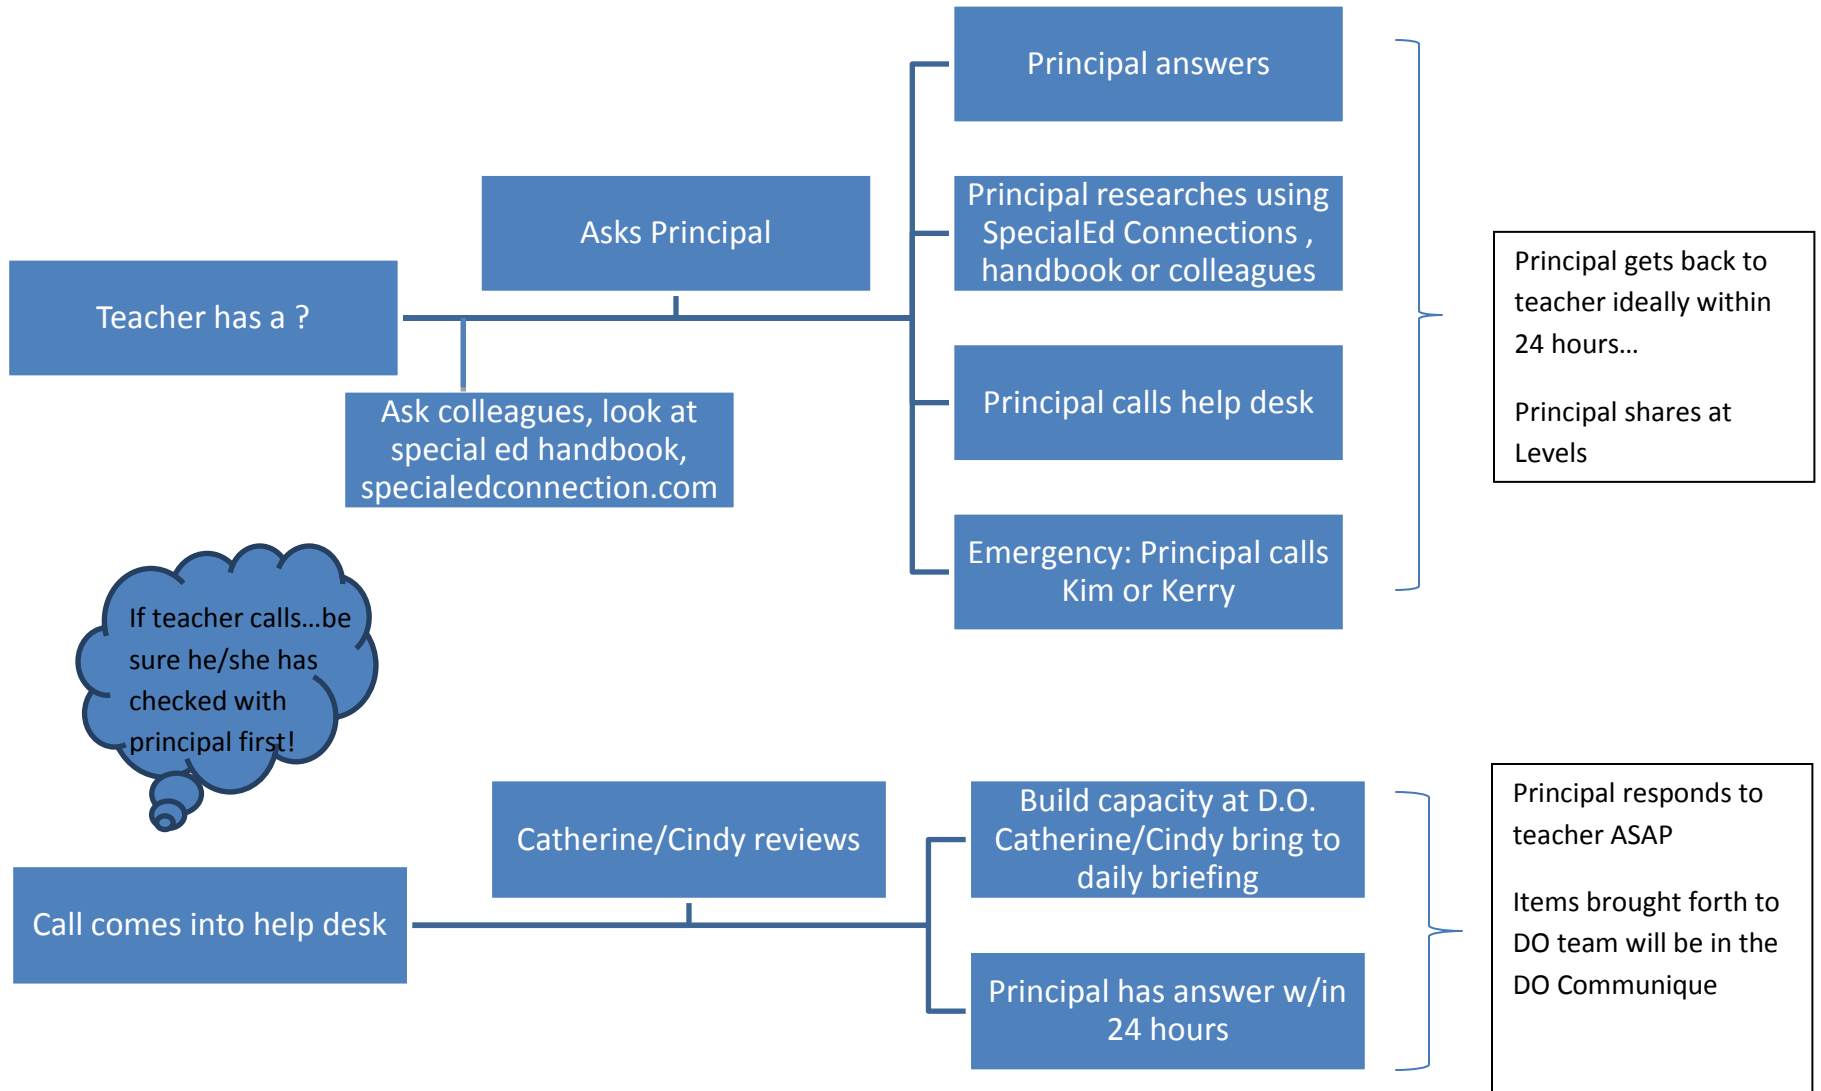 Principal answers
Asks Principal
Principal researches using
SpecialEd Connections ,
handbook or colleagues
Teacher has a ?
Principal gets back to
teacher ideally within
24 hours…
Principal shares at
Levels
Ask colleagues, look at
special ed handbook,
specialedconnection.com
Principal calls help desk
Emergency: Principal calls
Kim or Kerry
If teacher calls…be
sure he/she has
checked with
principal first!
Call comes into help desk
Catherine/Cindy reviews
Build capacity at D.O.
Catherine/Cindy bring to
daily briefing
Principal has answer w/in
24 hours
Principal responds to
teacher ASAP
Items brought forth to
DO team will be in the
DO Communique